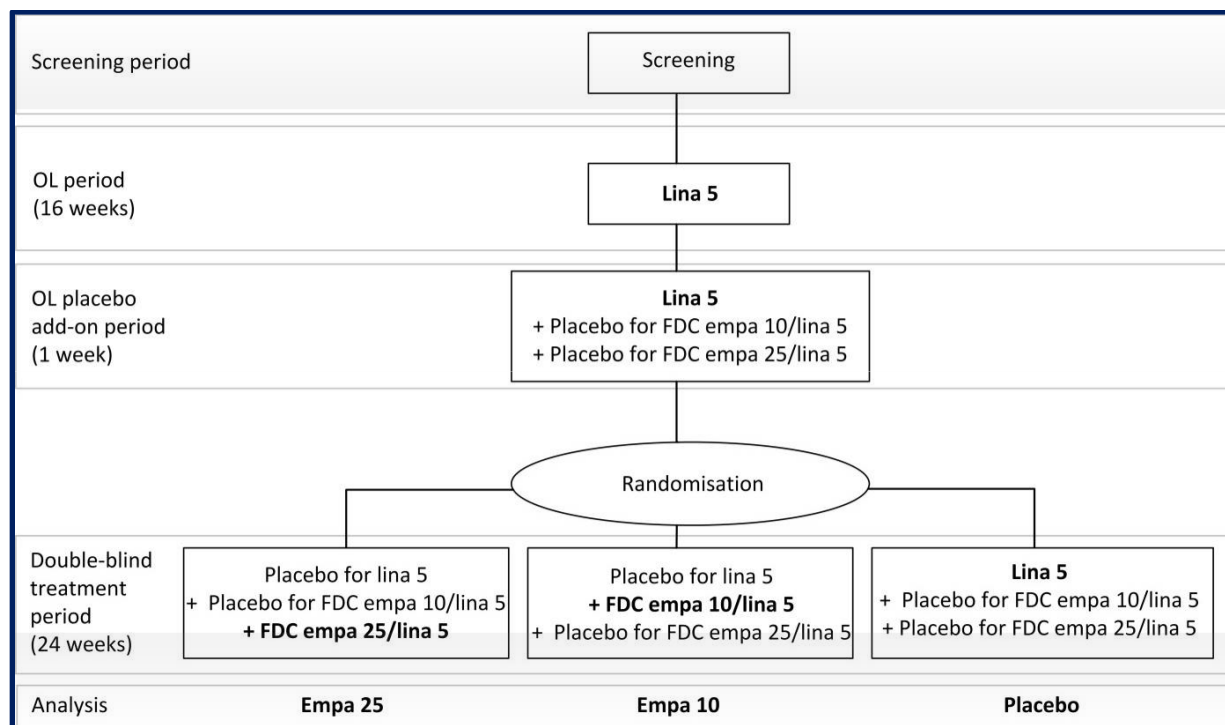 Screening period
Screening
OL period
(16 weeks)
Lina 5
OL placebo
add-on period
(1 week)
Lina 5
+ Placebo for FDC empa 10/lina 5
+ Placebo for FDC empa 25/lina 5
Randomisation
Double-blind
treatment
period
(24 weeks)
Placebo for lina 5
+ Placebo for FDC empa 10/lina 5
+ FDC empa 25/lina 5
Placebo for lina 5
+ FDC empa 10/lina 5
+ Placebo for FDC empa 25/lina 5
Lina 5
+ Placebo for FDC empa 10/lina 5
+ Placebo for FDC empa 25/lina 5
Analysis
Empa 25
Empa 10
Placebo